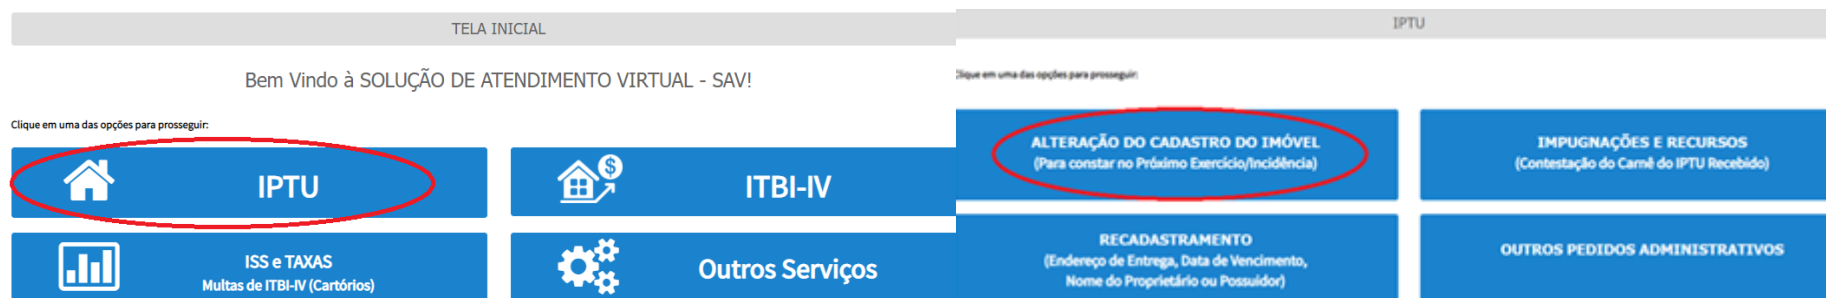 TELA INICIAL
Bem Vindo à SOLUÇÃO DE ATENDIMENTO VIRTUAL - SAV!
Clique em uma das opções para prosseguir:
IPTU
ITBI-IV
ISS e TAXAS
Multas de ITBI-IV (Cartórios)
Outros Serviços
IPTU
Clique em uma das opções para prosseguir:
ALTERAÇÃO DO CADASTRO DO IMÓVEL
(Para constar no Próximo Exercício/Incidência)
IMPUGNAÇÕES E RECURSOS
(Contestação do Carnê do IPTU Recebido)
RECADASTRAMENTO
(Endereço de Entrega, Data de Vencimento,
Nome do Proprietário ou Possuidor)
OUTROS PEDIDOS ADMINISTRATIVOS